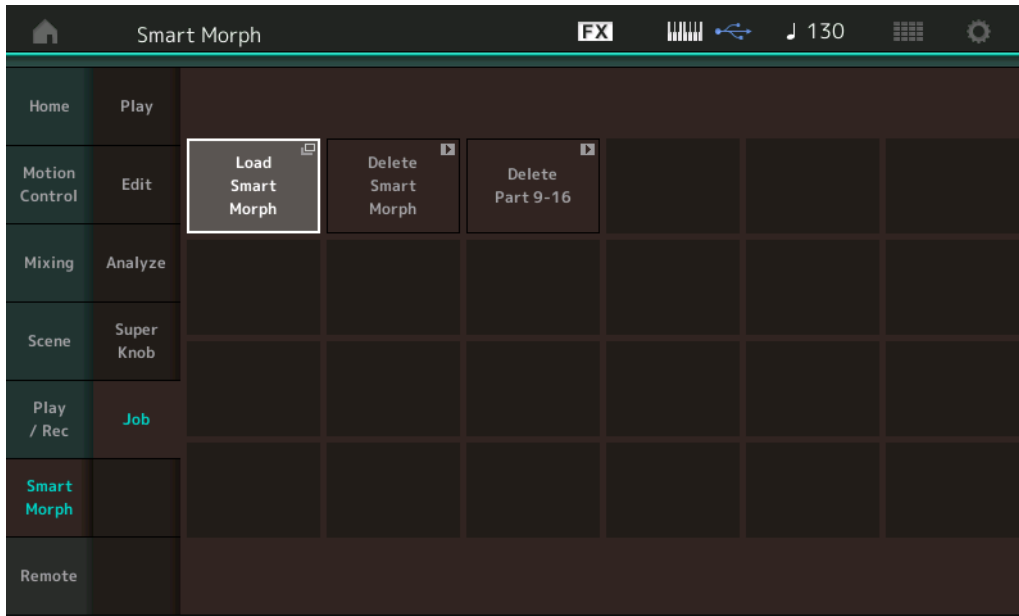 Smart Morph
FX
♩ 130
Home
Play
Motion
Control
Edit
Mixing
Analyze
Scene
Super
Knob
Play
/ Rec
Job
Smart
Morph
Remote
Load
Smart
Morph
Delete
Smart
Morph
Delete
Part 9-16